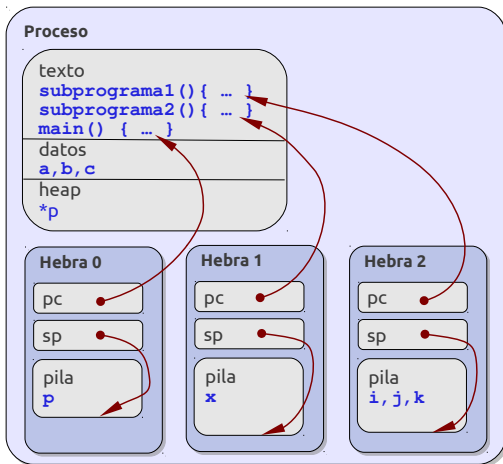 Proceso
texto
subprograma1(){ … }
subprograma2(){ … }
main() { … }
datos
a,b,c
heap
*p
Hebra 0
pc
sp
pila
p
Hebra 1
pc
sp
pila
x
Hebra 2
pc
sp
pila
i,j,k